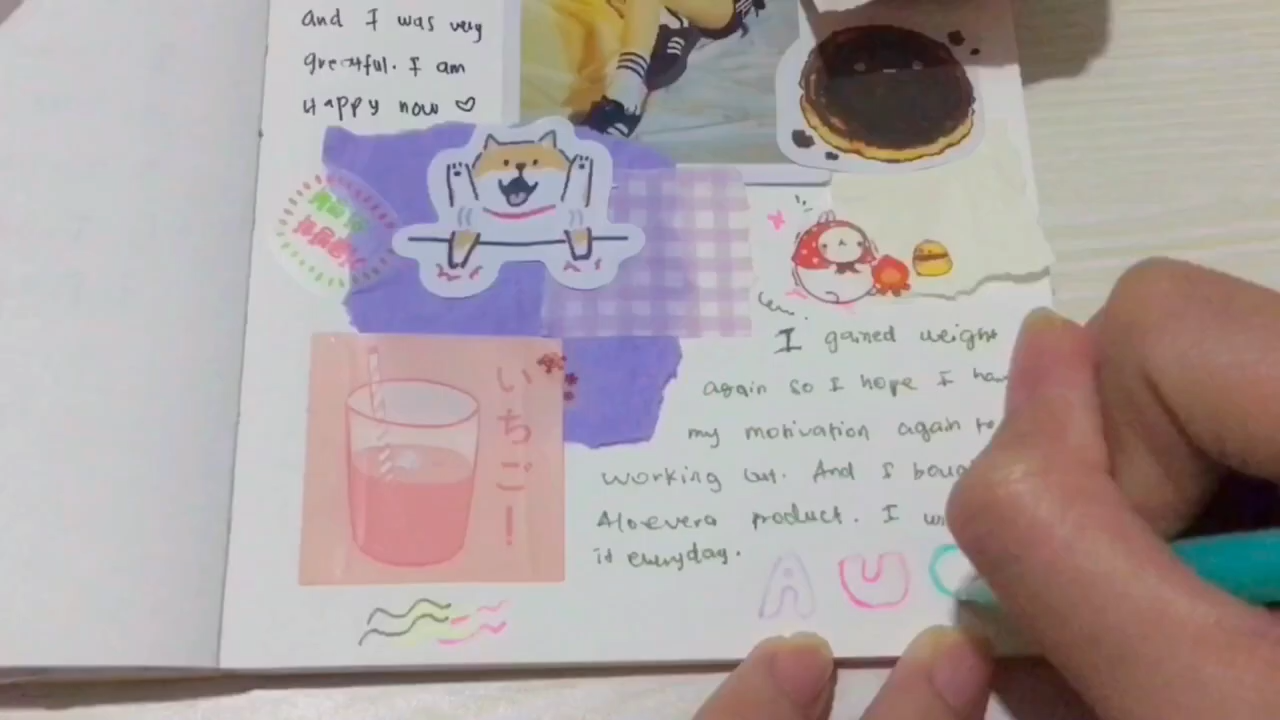 and I was very
greatful. I am
Happy now ♡
いちご!
I gained weight
again so I hope I
my motivation again to
working out. And I
Aloevera product. I
it everyday.
A U